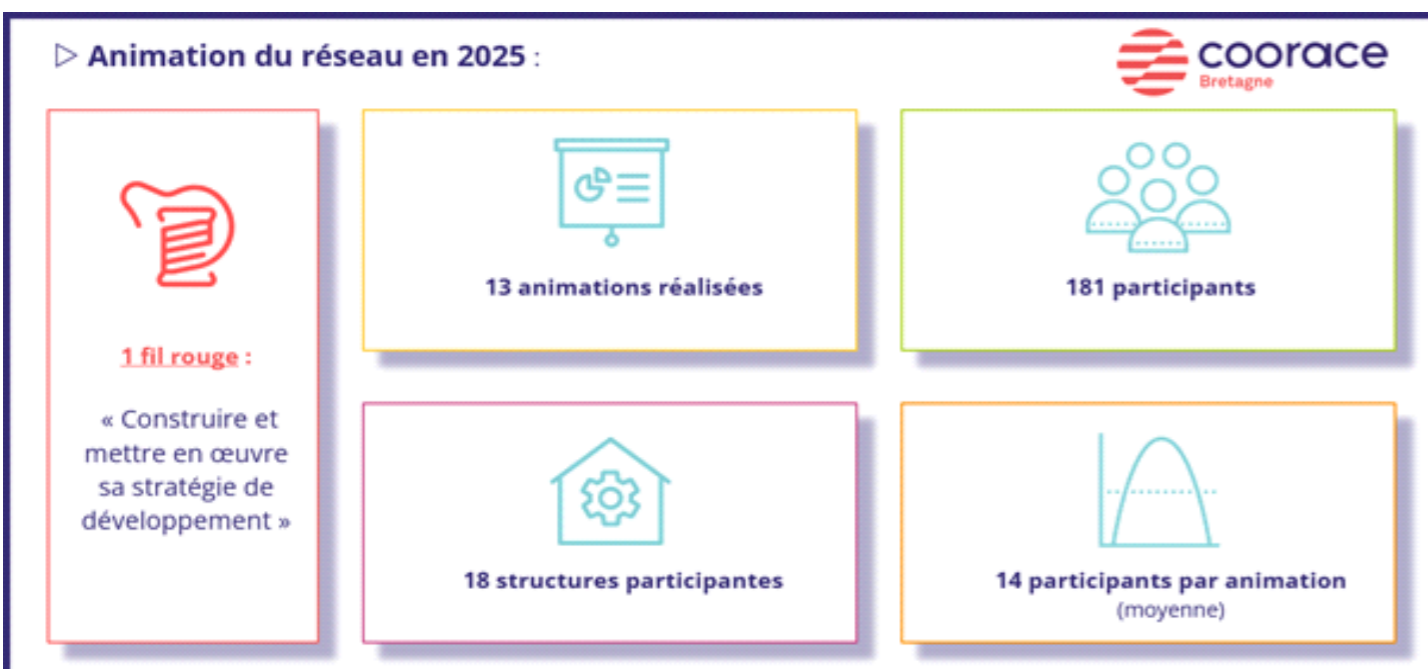 ▷ Animation du réseau en 2025 :
coorace
Bretagne
1 fil rouge :
« Construire et
mettre en œuvre
sa stratégie de
développement »
13 animations réalisées
181 participants
18 structures participantes
14 participants par animation
(moyenne)